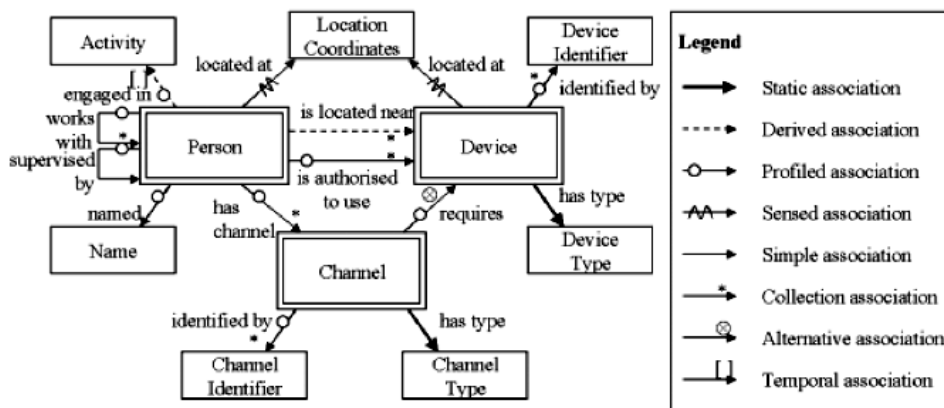 Activity
Location
Coordinates
Device
Identifier
located at
located at
[ ]
engaged in
*
identified by
works
with
*
supervised
by
*
Person
is located near
*
*
is authorised
to use
Device
named
has
channel
*
⊗
requires
has type
Name
Channel
Device
Type
identified by
*
has type
Channel
Identifier
Channel
Type
Legend
Static association
Derived association
Profiled association
Sensed association
Simple association
*
Collection association
⊗
Alternative association
[ ]
Temporal association